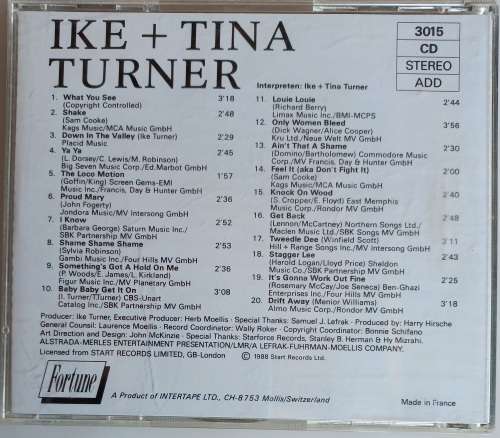 IKE + TINA
TURNER
3015
CD
STEREO
ADD
Interpreten: Ike + Tina Turner
1. What You See 3'18
(Copyright Controlled)
2. Shake 2'48
(Sam Cooke)
Kags Music/MCA Music GmbH
3. Down In The Valley (Ike Turner) 2'29
Placid Music
4. Ya Ya 2'45
(L. Dorsey/C. Lewis/M. Robinson)
Big Seven Music Corp./Ed. Marbot GmbH
5. The Loco Motion 1'57
(Goffin/King) Screen Gems-EMI
Music Inc./Francis, Day & Hunter GmbH
6. Proud Mary 2'36
(John Fogerty)
Jondora Music/MV Intersong GmbH
7. I Know 2'52
(Barbara George) Saturn Music Inc./
SBK Partnership MV GmbH
8. Shame Shame Shame 2'53
(Sylvia Robinson)
Gambi Music Inc./Four Hills MV GmbH
9. Something's Got A Hold On Me 2'36
(P. Woods/E. James/L. Kirkland)
Figur Music Inc./MV Planetary GmbH
10. Baby Baby Get It On 3'08
(I. Turner/TJurner) CBS-Unart
Catalog Inc./SBK Partnership MV GmbH
11. Louie Louie 2'44
(Richard Berry)
Limax Music Inc./BMI-MCPS
12. Only Women Bleed 3'56
(Dick Wagner/Alice Cooper)
Kru Ltd./Neue Welt MV GmbH
13. Ain't That A Shame 2'30
(Domino/Bartholomew) Commodore Music
Corp./MV Francis, Day & Hunter GmbH
14. Feel It (aka Don't Fight It) 2'00
(Sam Cooke)
Kags Music/MCA Music GmbH
15. Knock On Wood 2'40
(S. Cropper/E. Floyd) East Memphis
Music Corp./Rondor MV GmbH
16. Get Back 2'48
(Lennon/McCartney) Northern Songs Ltd./
Maclen Music Ltd./SBK Songs MV GmbH
17. Tweedle Dee (Winfield Scott) 3'11
Hill + Range Songs Inc./MV Intersong GmbH
18. Stagger Lee 2'43
(Harold Logan/Lloyd Price) Sheldon
Music Co./SBK Partnership MV GmbH
19. It's Gonna Work Out Fine 2'25
(Rosemary McCay/Joe Seneca) Ben-Ghazi
Enterprises Inc./Four Hills MV GmbH
20. Drift Away (Menior Williams) 3'18
Almo Music Corp./Rondor MV GmbH
Producer: Ike Turner, Executive Producer: Herb Moellis · Special Thanks: Samuel J. Lefrak · Produced by: Harry Hirsche
General Counsel: Laurence Moellis · Record Coordinator: Wally Roker · Copyright Coordinator: Bonnie Schifano
Art Direction and Design: John McKinzie · Special Thanks: Starforce Records, Stanley B. Herman & Hy Mizrahi.
ALSTRADA-MERLES ENTERTAINMENT PRESENTATION/LMR/A LEFRAK-FUHRMAN-MOELLIS COMPANY.
Licensed from START RECORDS LIMITED, GB-London © 1988 Start Records Ltd.
Fortune
A Product of INTERTAPE LTD., CH-8753 Mollis/Switzerland
Made in France